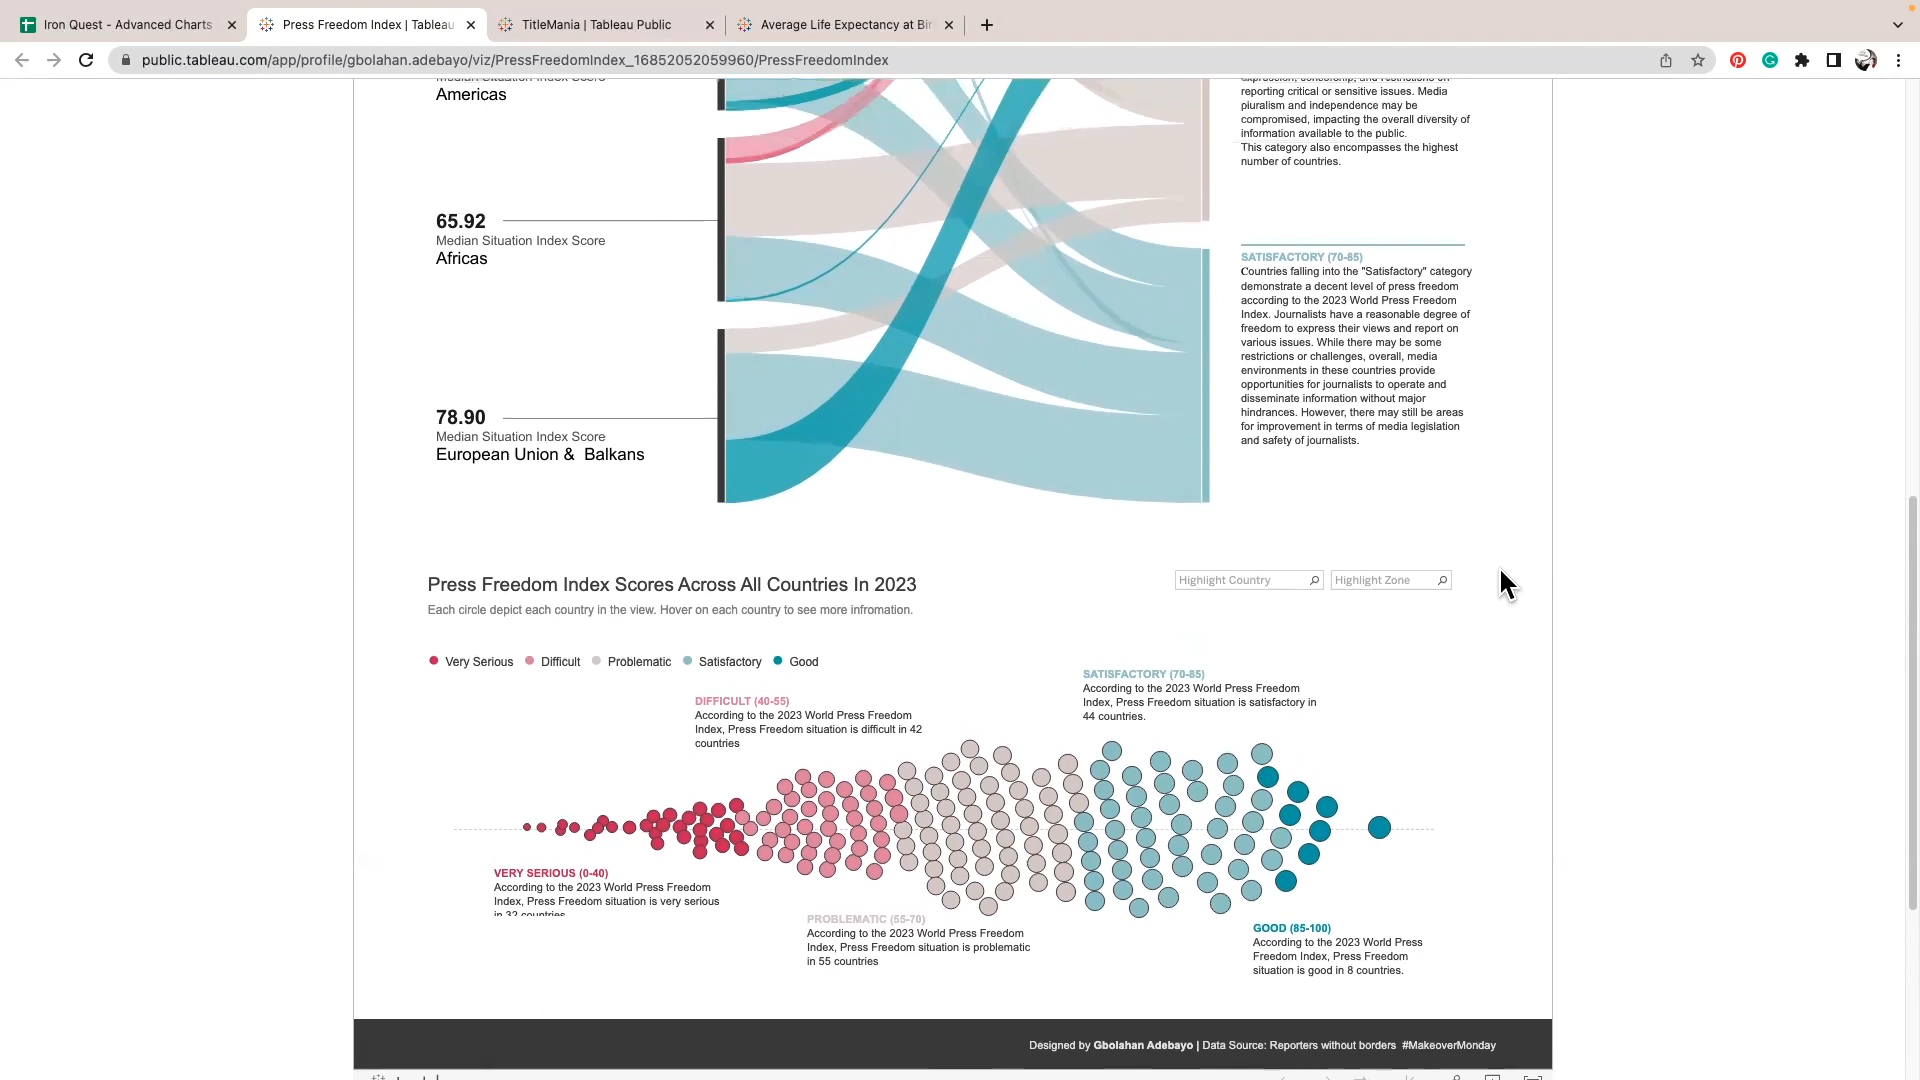 Iron Quest - Advanced Charts
Press Freedom Index | Tableau
TitleMania | Tableau Public
Average Life Expectancy at Bir
public.tableau.com/app/profile/gbolahan.adebayo/viz/PressFreedomIndex_16852052059960/PressFreedomIndex
Median Situation Index Score
Americas
expression, censorship, and restrictions on
reporting critical or sensitive issues. Media
pluralism and independence may be
compromised, impacting the overall diversity of
information available to the public.
This category also encompasses the highest
number of countries.
65.92
Median Situation Index Score
Africas
SATISFACTORY (70-85)
Countries falling into the "Satisfactory" category
demonstrate a decent level of press freedom
according to the 2023 World Press Freedom
Index. Journalists have a reasonable degree of
freedom to express their views and report on
various issues. While there may be some
restrictions or challenges, overall, media
environments in these countries provide
opportunities for journalists to operate and
disseminate information without major
hindrances. However, there may still be areas
for improvement in terms of media legislation
and safety of journalists.
78.90
Median Situation Index Score
European Union & Balkans
Press Freedom Index Scores Across All Countries In 2023
Highlight Country
Highlight Zone
Each circle depict each country in the view. Hover on each country to see more infromation.
Very Serious
Difficult
Problematic
Satisfactory
Good
SATISFACTORY (70-85)
According to the 2023 World Press Freedom
Index, Press Freedom situation is satisfactory in
44 countries.
DIFFICULT (40-55)
According to the 2023 World Press Freedom
Index, Press Freedom situation is difficult in 42
countries
VERY SERIOUS (0-40)
According to the 2023 World Press Freedom
Index, Press Freedom situation is very serious
in 32 countries
PROBLEMATIC (55-70)
According to the 2023 World Press Freedom
Index, Press Freedom situation is problematic
in 55 countries
GOOD (85-100)
According to the 2023 World Press
Freedom Index, Press Freedom
situation is good in 8 countries.
Designed by Gbolahan Adebayo | Data Source: Reporters without borders #MakeoverMonday